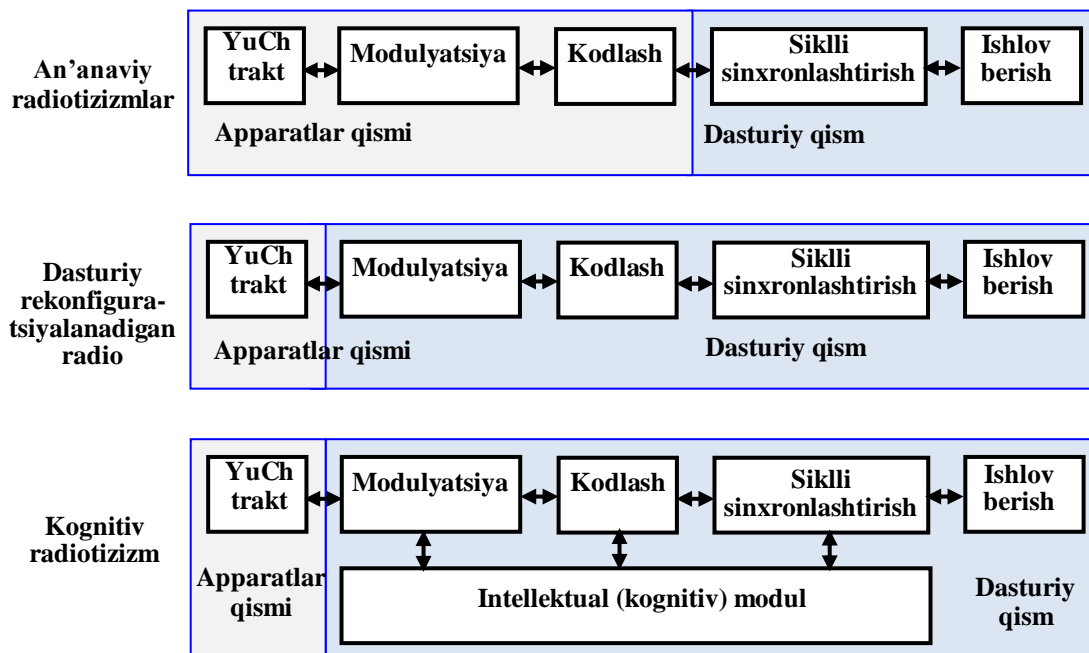 An’anaviy
radiotizizmlar
YuCh
trakt
Modulyatsiya
Kodlash
Siklli
sinxronlashtirish
Ishlov
berish
Apparatlar qismi
Dasturiy qism
Dasturiy
rekonfigura-
tsiyalanadigan
radio
YuCh
trakt
Modulyatsiya
Kodlash
Siklli
sinxronlashtirish
Ishlov
berish
Apparatlar qismi
Dasturiy qism
Kognitiv
radiotizizm
YuCh
trakt
Modulyatsiya
Kodlash
Siklli
sinxronlashtirish
Ishlov
berish
Apparatlar
qismi
Intellektual (kognitiv) modul
Dasturiy
qism